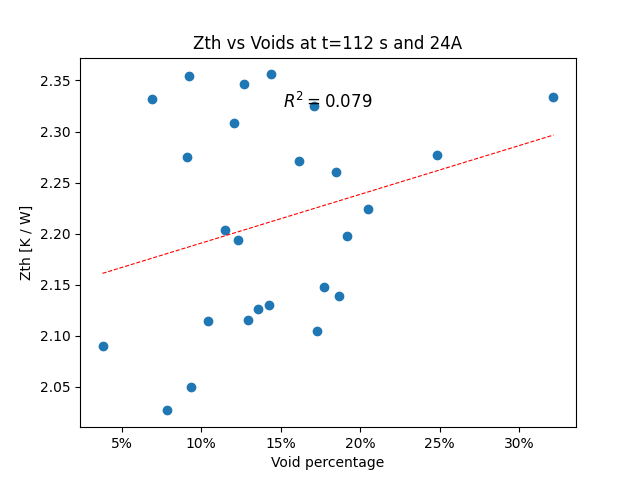 Zth vs Voids at t=112 s and 24A
R² = 0.079
Zth [K / W]
2.35
2.30
2.25
2.20
2.15
2.10
2.05
5% 10% 15% 20% 25% 30%
Void percentage